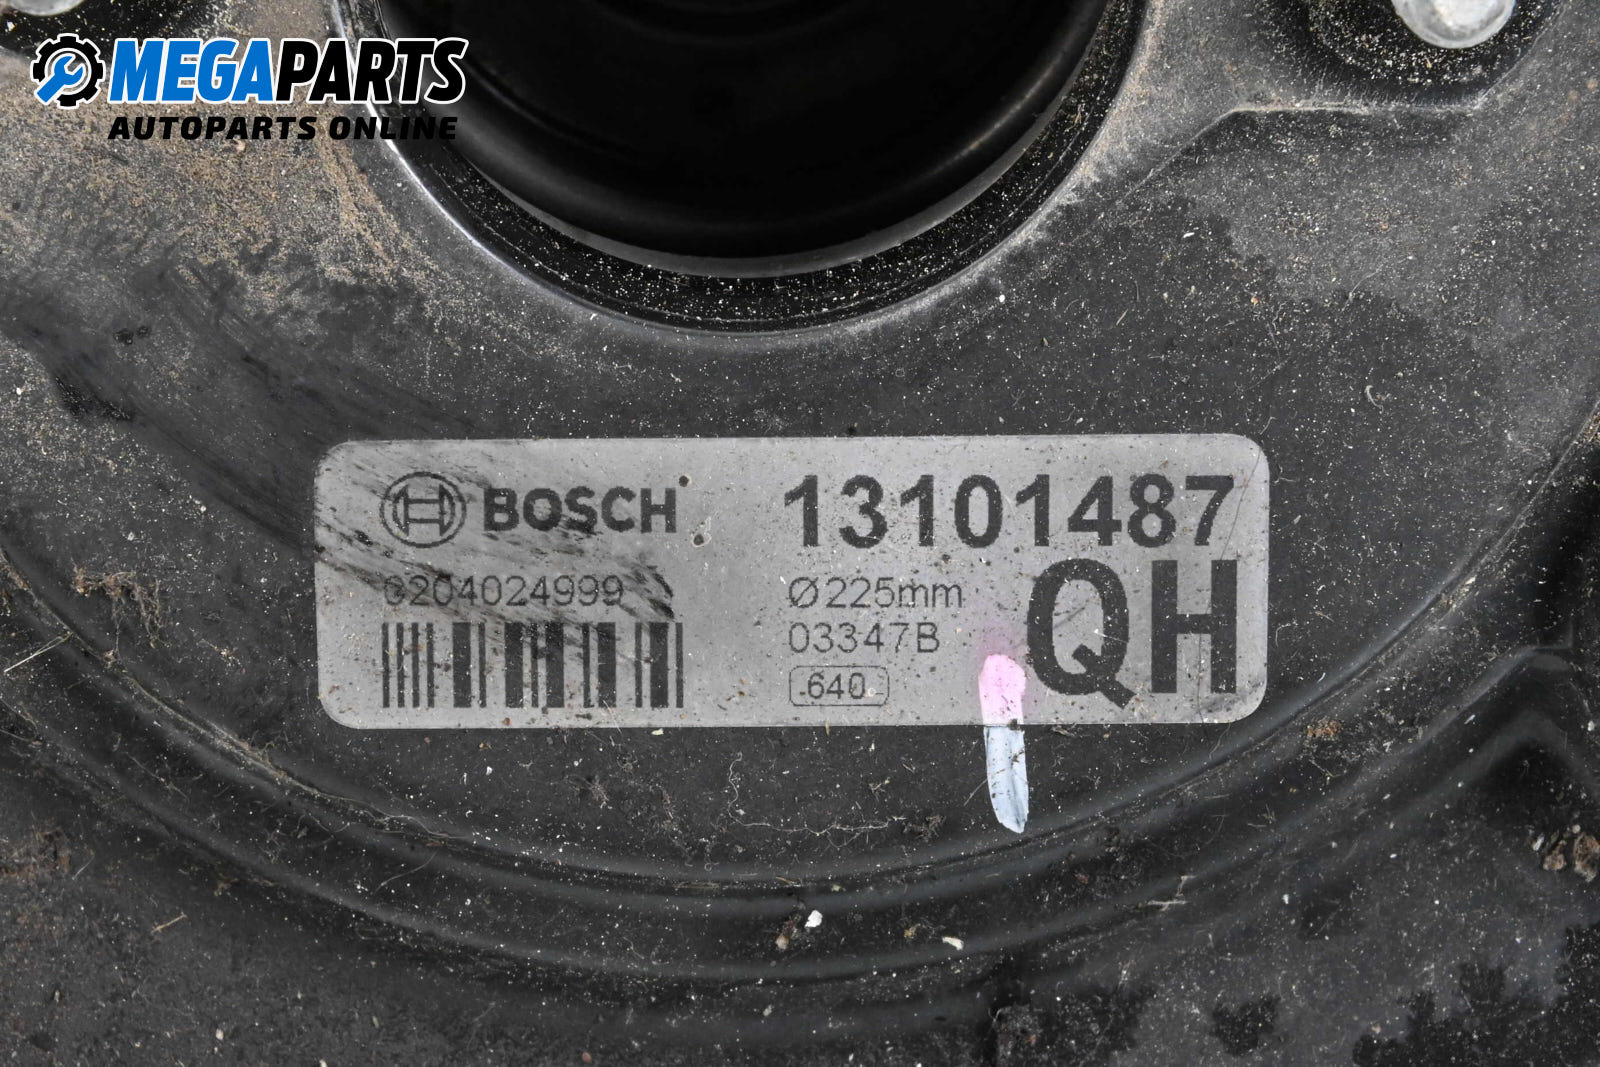 MEGAPARTS
AUTOPARTS ONLINE
BOSCH
13101487
0204024999
Ø225mm
03347B
640
QH